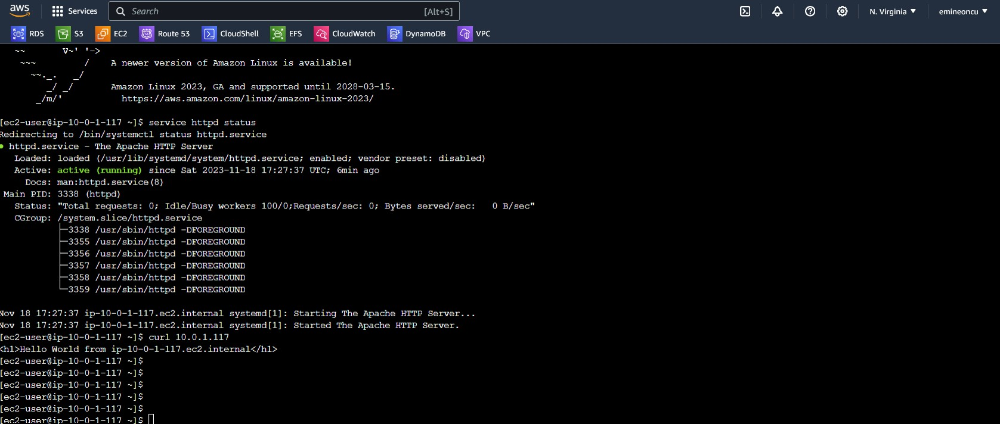 aws Services Search [Alt+S] N. Virginia emineoncu
RDS S3 EC2 Route 53 CloudShell EFS CloudWatch DynamoDB VPC
~~ V~' '->
~~~ / A newer version of Amazon Linux is available!
~~._. _/
_/ _/ Amazon Linux 2023, GA and supported until 2028-03-15.
_/m/' https://aws.amazon.com/linux/amazon-linux-2023/
[ec2-user@ip-10-0-1-117 ~]$ service httpd status
Redirecting to /bin/systemctl status httpd.service
● httpd.service - The Apache HTTP Server
Loaded: loaded (/usr/lib/systemd/system/httpd.service; enabled; vendor preset: disabled)
Active: active (running) since Sat 2023-11-18 17:27:37 UTC; 6min ago
Docs: man:httpd.service(8)
Main PID: 3338 (httpd)
Status: "Total requests: 0; Idle/Busy workers 100/0;Requests/sec: 0; Bytes served/sec:   0 B/sec"
CGroup: /system.slice/httpd.service
├─3338 /usr/sbin/httpd -DFOREGROUND
├─3355 /usr/sbin/httpd -DFOREGROUND
├─3356 /usr/sbin/httpd -DFOREGROUND
├─3357 /usr/sbin/httpd -DFOREGROUND
├─3358 /usr/sbin/httpd -DFOREGROUND
└─3359 /usr/sbin/httpd -DFOREGROUND
Nov 18 17:27:37 ip-10-0-1-117.ec2.internal systemd[1]: Starting The Apache HTTP Server...
Nov 18 17:27:37 ip-10-0-1-117.ec2.internal systemd[1]: Started The Apache HTTP Server.
[ec2-user@ip-10-0-1-117 ~]$ curl 10.0.1.117
<h1>Hello World from ip-10-0-1-117.ec2.internal</h1>
[ec2-user@ip-10-0-1-117 ~]$
[ec2-user@ip-10-0-1-117 ~]$
[ec2-user@ip-10-0-1-117 ~]$
[ec2-user@ip-10-0-1-117 ~]$
[ec2-user@ip-10-0-1-117 ~]$
[ec2-user@ip-10-0-1-117 ~]$